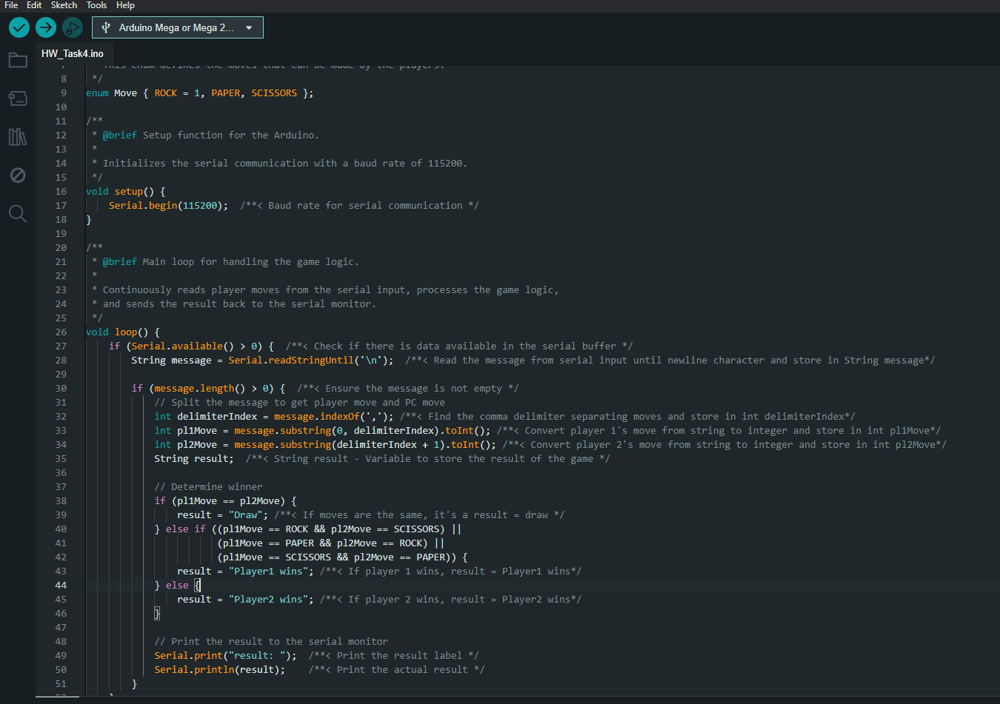 File Edit Sketch Tools Help
Arduino Mega or Mega 2...
HW_Task4.ino
7 This enum defines the moves that can be made by the players.
8 */
9 enum Move { ROCK = 1, PAPER, SCISSORS };
10
11 /**
12 * @brief Setup function for the Arduino.
13 *
14 * Initializes the serial communication with a baud rate of 115200.
15 */
16 void setup() {
17 Serial.begin(115200); /**< Baud rate for serial communication */
18 }
19
20 /**
21 * @brief Main loop for handling the game logic.
22 *
23 * Continuously reads player moves from the serial input, processes the game logic,
24 * and sends the result back to the serial monitor.
25 */
26 void loop() {
27 if (Serial.available() > 0) { /**< Check if there is data available in the serial buffer */
28 String message = Serial.readStringUntil('\n'); /**< Read the message from serial input until newline character and store in String message*/
29
30 if (message.length() > 0) { /**< Ensure the message is not empty */
31 // Split the message to get player move and PC move
32 int delimiterIndex = message.indexOf(','); /**< Find the comma delimiter separating moves and store in int delimiterIndex*/
33 int pl1Move = message.substring(0, delimiterIndex).toInt(); /**< Convert player 1's move from string to integer and store in int pl1Move*/
34 int pl2Move = message.substring(delimiterIndex + 1).toInt(); /**< Convert player 2's move from string to integer and store in int pl2Move*/
35 String result; /**< String result - Variable to store the result of the game */
36
37 // Determine winner
38 if (pl1Move == pl2Move) {
39 result = "Draw"; /**< If moves are the same, it's a result = draw */
40 } else if ((pl1Move == ROCK && pl2Move == SCISSORS) ||
41 (pl1Move == PAPER && pl2Move == ROCK) ||
42 (pl1Move == SCISSORS && pl2Move == PAPER)) {
43 result = "Player1 wins"; /**< If player 1 wins, result = Player1 wins*/
44 } else {
45 result = "Player2 wins"; /**< If player 2 wins, result = Player2 wins*/
46 }
47
48 // Print the result to the serial monitor
49 Serial.print("result: "); /**< Print the result label */
50 Serial.println(result); /**< Print the actual result */
51 }